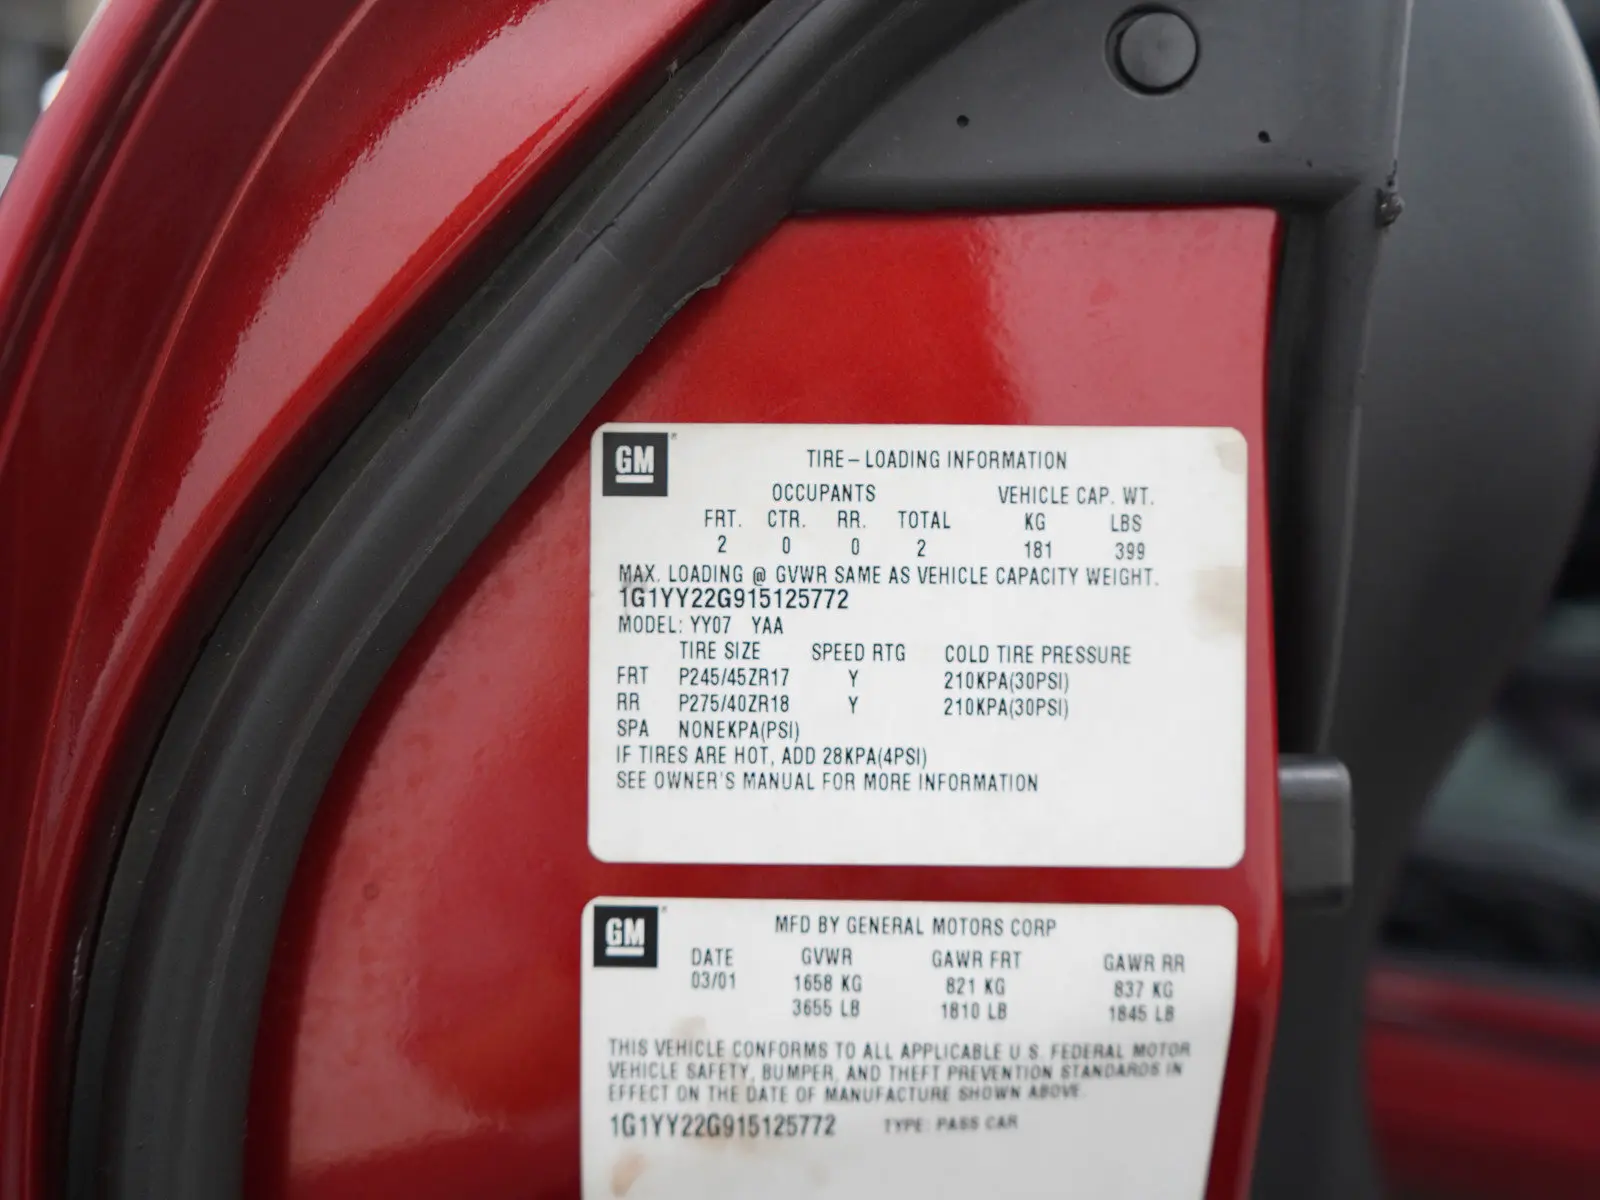 GM
TIRE-LOADING INFORMATION
OCCUPANTS VEHICLE CAP. WT.
FRT. CTR. RR. TOTAL KG LBS
2 0 0 2 181 399
MAX. LOADING @ GVWR SAME AS VEHICLE CAPACITY WEIGHT.
1G1YY22G915125772
MODEL: YY07 YAA
TIRE SIZE SPEED RTG COLD TIRE PRESSURE
FRT P245/45ZR17 Y 210KPA(30PSI)
RR P275/40ZR18 Y 210KPA(30PSI)
SPA NONEKPA(PSI)
IF TIRES ARE HOT, ADD 28KPA(4PSI)
SEE OWNER'S MANUAL FOR MORE INFORMATION
GM
MFD BY GENERAL MOTORS CORP
DATE GVWR GAWR FRT GAWR RR
03/01 1658 KG 821 KG 837 KG
3655 LB 1810 LB 1845 LB
THIS VEHICLE CONFORMS TO ALL APPLICABLE U.S. FEDERAL MOTOR
VEHICLE SAFETY, BUMPER, AND THEFT PREVENTION STANDARDS IN
EFFECT ON THE DATE OF MANUFACTURE SHOWN ABOVE.
1G1YY22G915125772 TYPE: PASS CAR